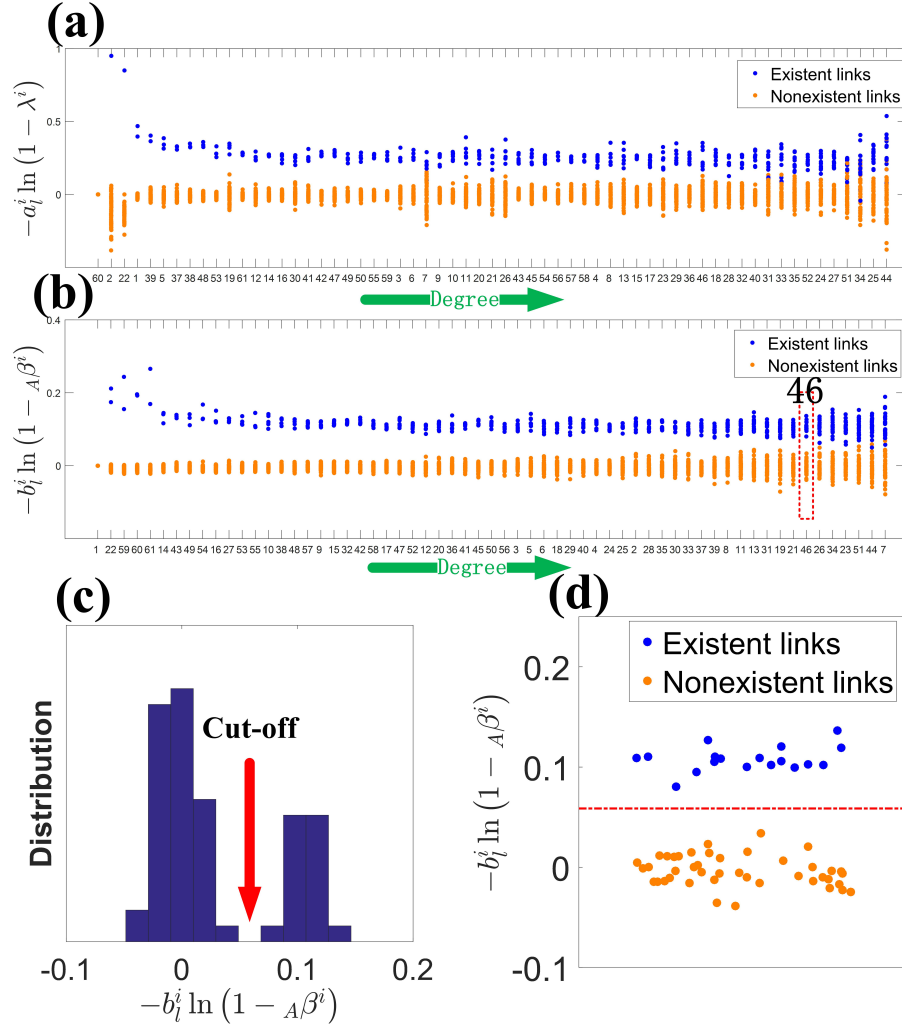 (a)
1
0.5
0
−a_l^i ln (1 − λ^i)
Existent links
Nonexistent links
60 2 22 1 39 5 37 38 48 53 19 61 12 14 16 30 41 42 47 49 50 55 59 3 6 7 9 10 11 20 21 26 43 45 54 56 57 58 4 8 13 15 17 23 29 36 46 18 28 32 40 31 33 35 52 24 27 51 34 25 44
Degree
(b)
0.4
0.2
0
−b_l^i ln (1 − _Aβ^i)
Existent links
Nonexistent links
46
1 22 59 60 61 14 43 49 54 16 27 53 55 10 38 48 57 9 15 32 42 58 17 47 52 12 20 36 41 45 50 56 3 5 6 18 29 40 4 24 25 2 28 35 30 33 37 39 8 11 13 31 19 21 46 26 34 23 51 44 7
Degree
(c)
Distribution
Cut-off
-0.1 0 0.1 0.2
−b_l^i ln (1 − _Aβ^i)
(d)
Existent links
Nonexistent links
0.2
0.1
0
-0.1
−b_l^i ln (1 − _Aβ^i)